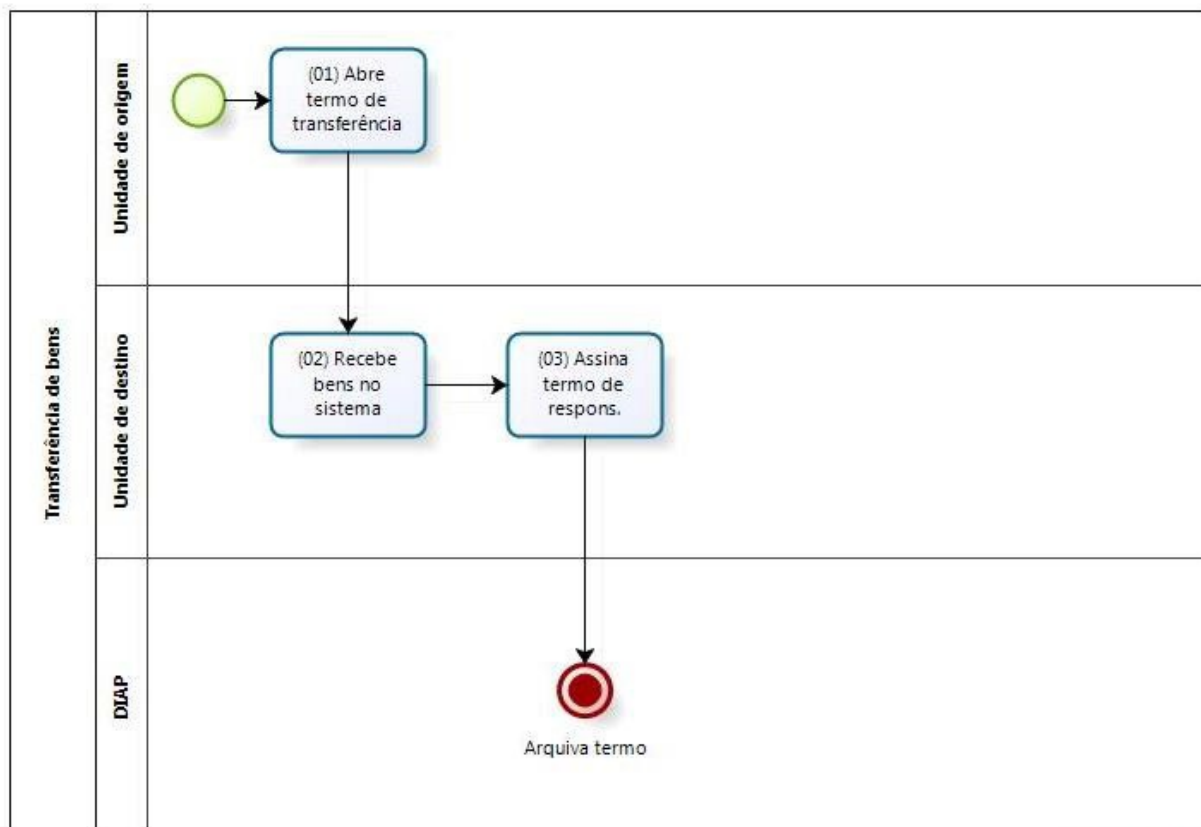 Transferência de bens
Unidade de origem
(01) Abre
termo de
transferência
Unidade de destino
(02) Recebe
bens no
sistema
(03) Assina
termo de
respons.
DIAP
Arquiva termo